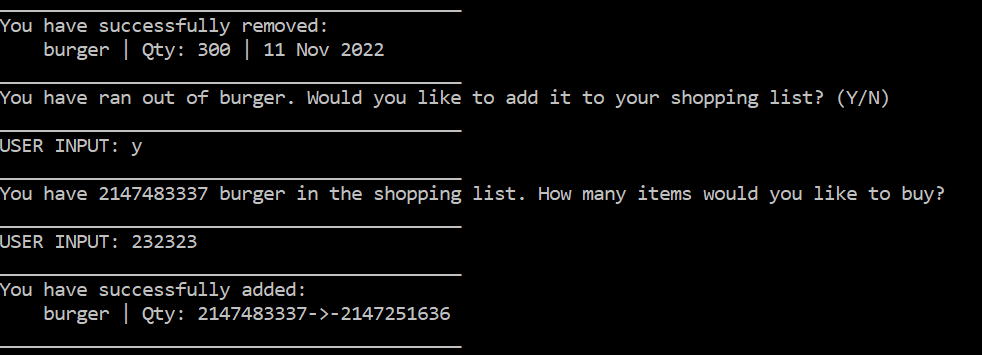 You have successfully removed:
burger | Qty: 300 | 11 Nov 2022
You have ran out of burger. Would you like to add it to your shopping list? (Y/N)
USER INPUT: y
You have 2147483337 burger in the shopping list. How many items would you like to buy?
USER INPUT: 232323
You have successfully added:
burger | Qty: 2147483337->-2147251636